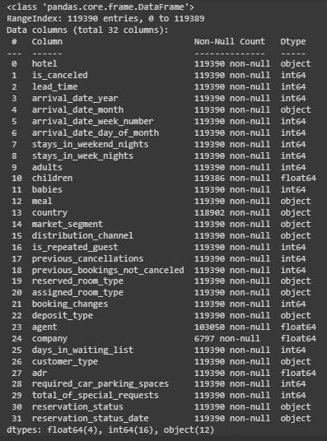 <class 'pandas.core.frame.DataFrame'>
RangeIndex: 119390 entries, 0 to 119389
Data columns (total 32 columns):
 #   Column                          Non-Null Count   Dtype
---  ------                          --------------   -----
 0   hotel                           119390 non-null  object
 1   is_canceled                     119390 non-null  int64
 2   lead_time                       119390 non-null  int64
 3   arrival_date_year               119390 non-null  int64
 4   arrival_date_month              119390 non-null  object
 5   arrival_date_week_number        119390 non-null  int64
 6   arrival_date_day_of_month       119390 non-null  int64
 7   stays_in_weekend_nights         119390 non-null  int64
 8   stays_in_week_nights            119390 non-null  int64
 9   adults                          119390 non-null  int64
 10  children                        119386 non-null  float64
 11  babies                          119390 non-null  int64
 12  meal                            119390 non-null  object
 13  country                         118902 non-null  object
 14  market_segment                  119390 non-null  object
 15  distribution_channel            119390 non-null  object
 16  is_repeated_guest               119390 non-null  int64
 17  previous_cancellations          119390 non-null  int64
 18  previous_bookings_not_canceled  119390 non-null  int64
 19  reserved_room_type              119390 non-null  object
 20  assigned_room_type              119390 non-null  object
 21  booking_changes                 119390 non-null  int64
 22  deposit_type                    119390 non-null  object
 23  agent                           103050 non-null  float64
 24  company                         6797 non-null    float64
 25  days_in_waiting_list            119390 non-null  int64
 26  customer_type                   119390 non-null  object
 27  adr                             119390 non-null  float64
 28  required_car_parking_spaces     119390 non-null  int64
 29  total_of_special_requests       119390 non-null  int64
 30  reservation_status              119390 non-null  object
 31  reservation_status_date         119390 non-null  object
dtypes: float64(4), int64(16), object(12)